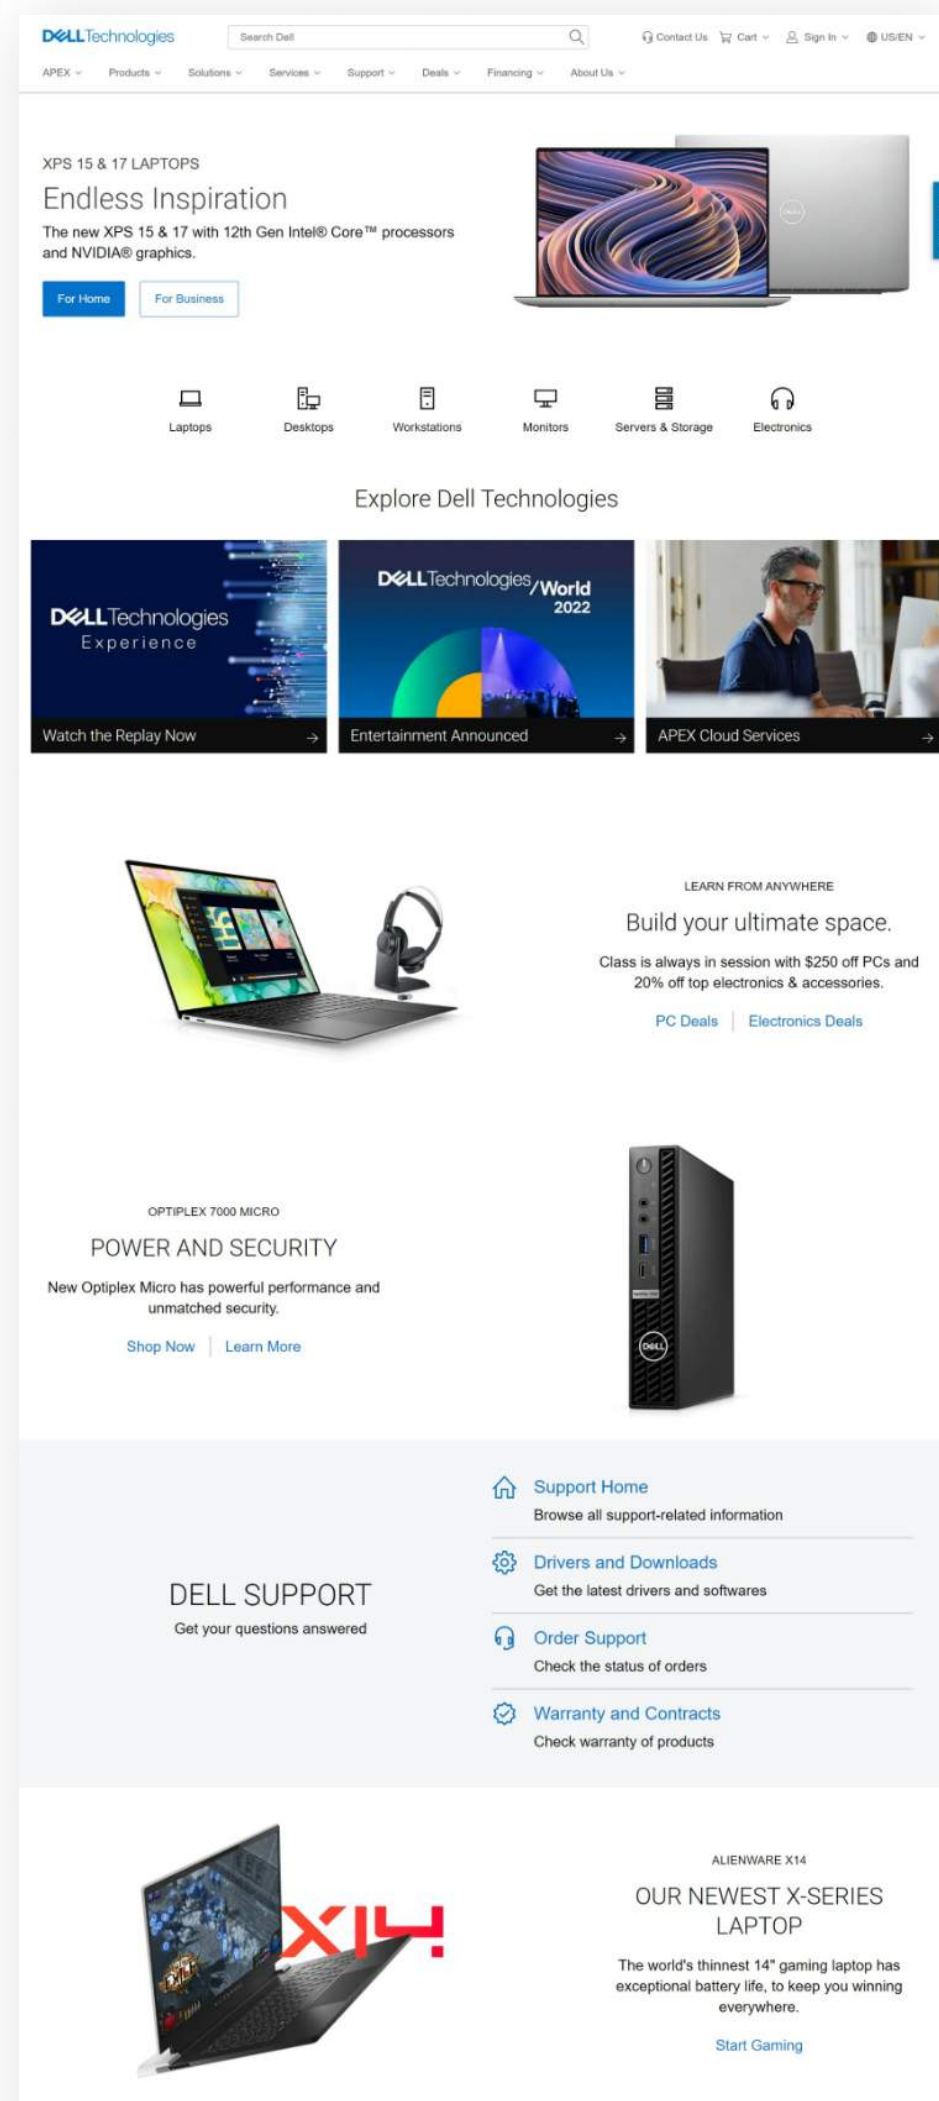 DELLTechnologies
Search Dell
Contact Us
Cart
Sign In
US/EN
APEX
Products
Solutions
Services
Support
Deals
Financing
About Us
XPS 15 & 17 LAPTOPS
Endless Inspiration
The new XPS 15 & 17 with 12th Gen Intel® Core™ processors
and NVIDIA® graphics.
For Home
For Business
DELL
Laptops
Desktops
Workstations
Monitors
Servers & Storage
Electronics
Explore Dell Technologies
DELLTechnologies
Experience
Watch the Replay Now
DELLTechnologies/World
2022
Entertainment Announced
APEX Cloud Services
LEARN FROM ANYWHERE
Build your ultimate space.
Class is always in session with $250 off PCs and
20% off top electronics & accessories.
PC Deals
Electronics Deals
OPTIPLEX 7000 MICRO
POWER AND SECURITY
New Optiplex Micro has powerful performance and
unmatched security.
Shop Now
Learn More
DELL
DELL SUPPORT
Get your questions answered
Support Home
Browse all support-related information
Drivers and Downloads
Get the latest drivers and softwares
Order Support
Check the status of orders
Warranty and Contracts
Check warranty of products
X14
ALIENWARE X14
OUR NEWEST X-SERIES
LAPTOP
The world's thinnest 14" gaming laptop has
exceptional battery life, to keep you winning
everywhere.
Start Gaming